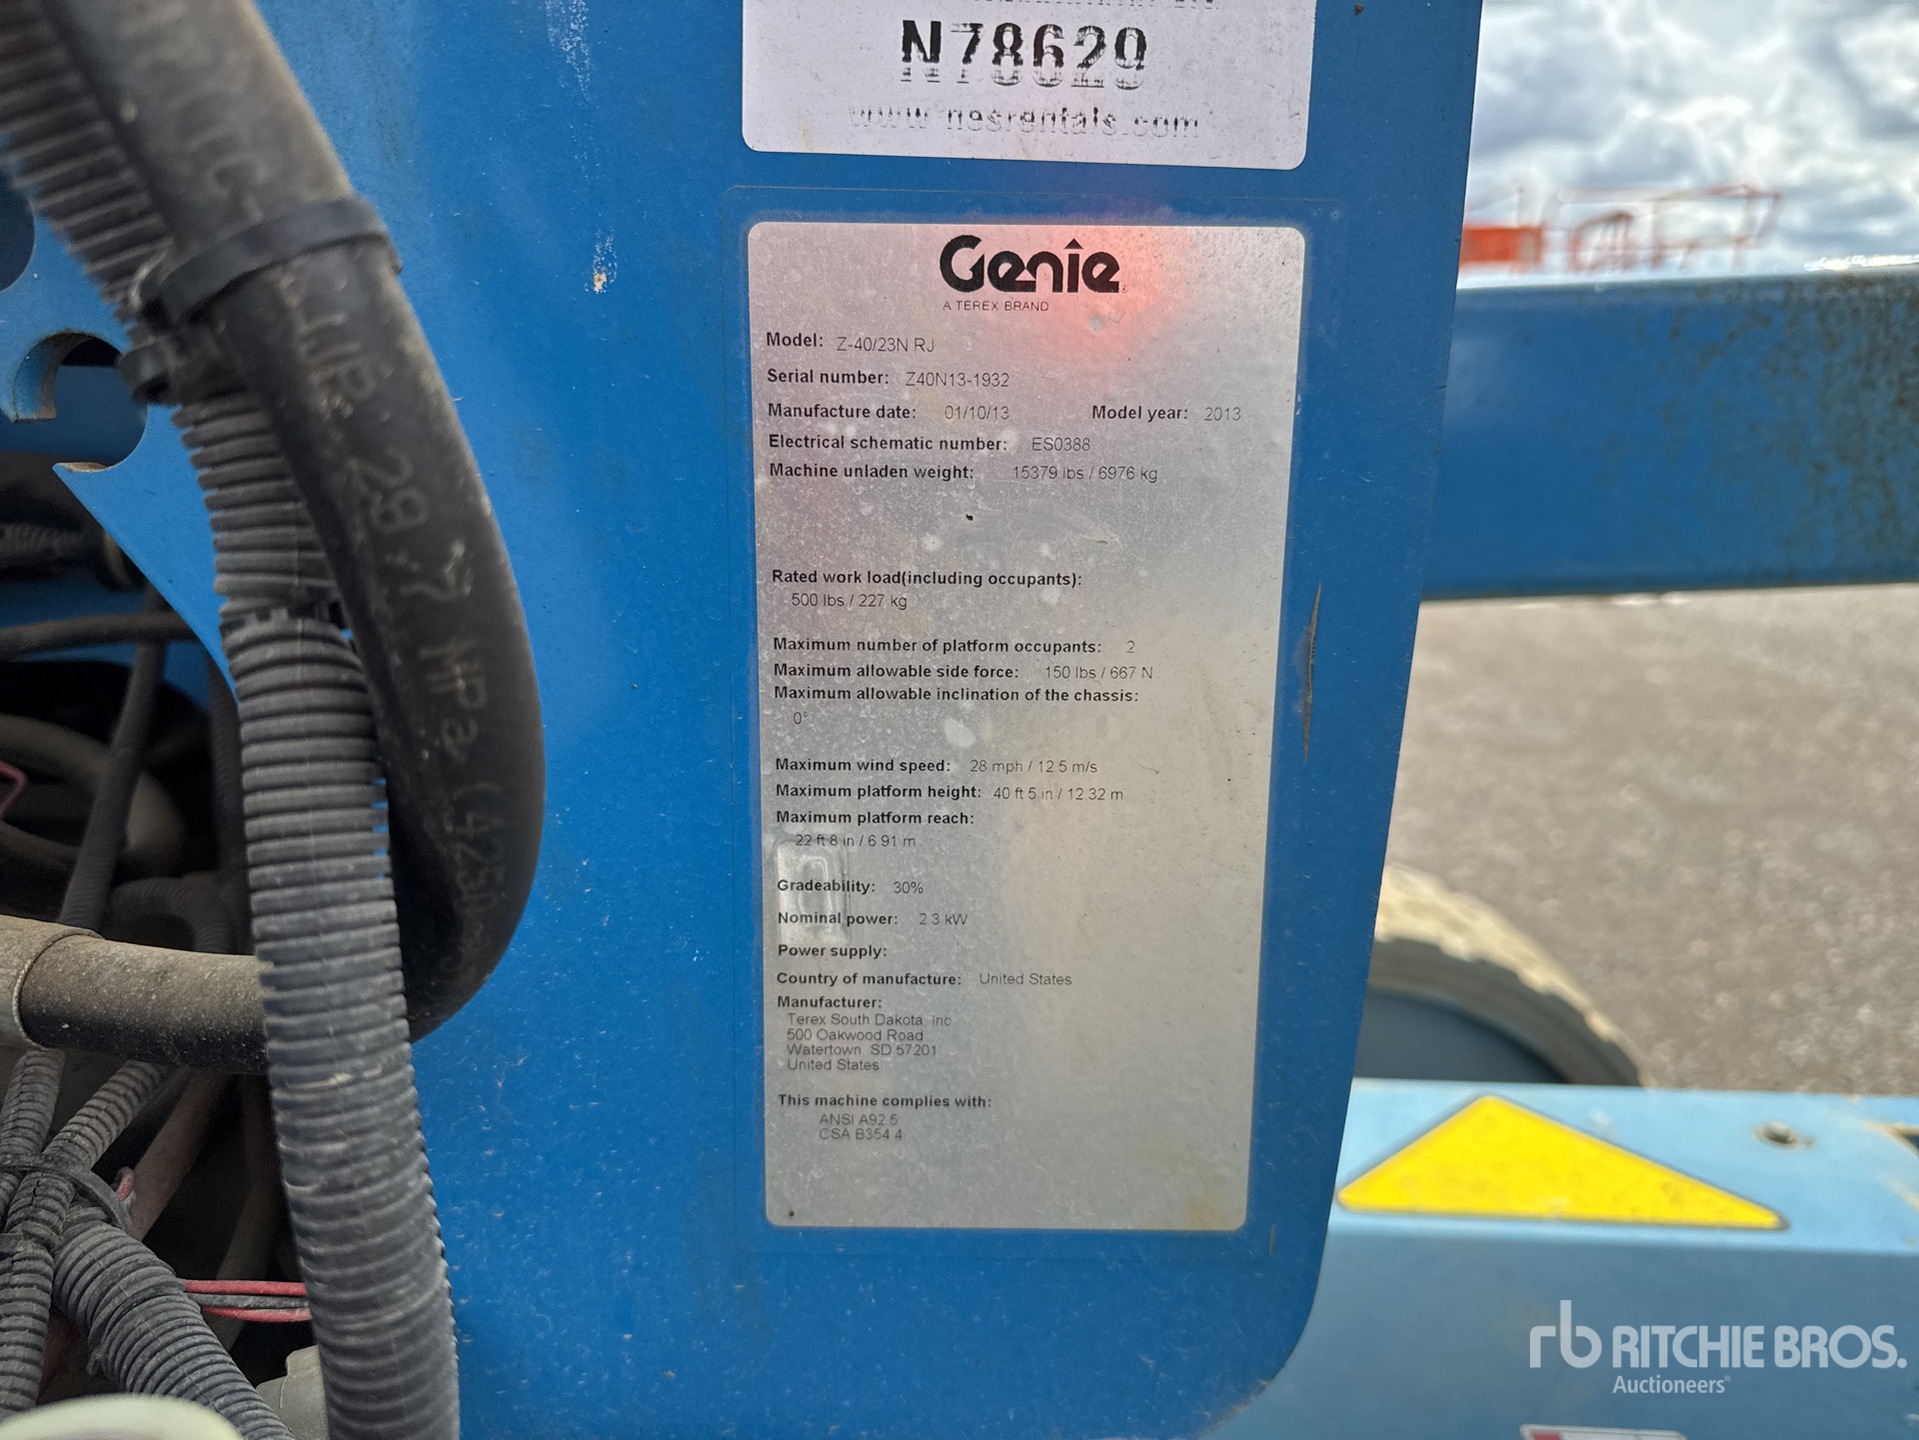 N78629
www.nesrentals.com
Genie
A TEREX BRAND
Model: Z-40/23N RJ
Serial number: Z40N13-1932
Manufacture date: 01/10/13 Model year: 2013
Electrical schematic number: ES0388
Machine unladen weight: 15379 lbs / 6976 kg
Rated work load(including occupants):
500 lbs / 227 kg
Maximum number of platform occupants: 2
Maximum allowable side force: 150 lbs / 667 N
Maximum allowable inclination of the chassis:
0°
Maximum wind speed: 28 mph / 12.5 m/s
Maximum platform height: 40 ft 5 in / 12.32 m
Maximum platform reach:
22 ft 8 in / 6.91 m
Gradeability: 30%
Nominal power: 2.3 kW
Power supply:
Country of manufacture: United States
Manufacturer:
Terex South Dakota, Inc
500 Oakwood Road
Watertown SD 57201
United States
This machine complies with:
ANSI A92.5
CSA B354.4
28.7 MPa
rb RITCHIE BROS.
Auctioneers